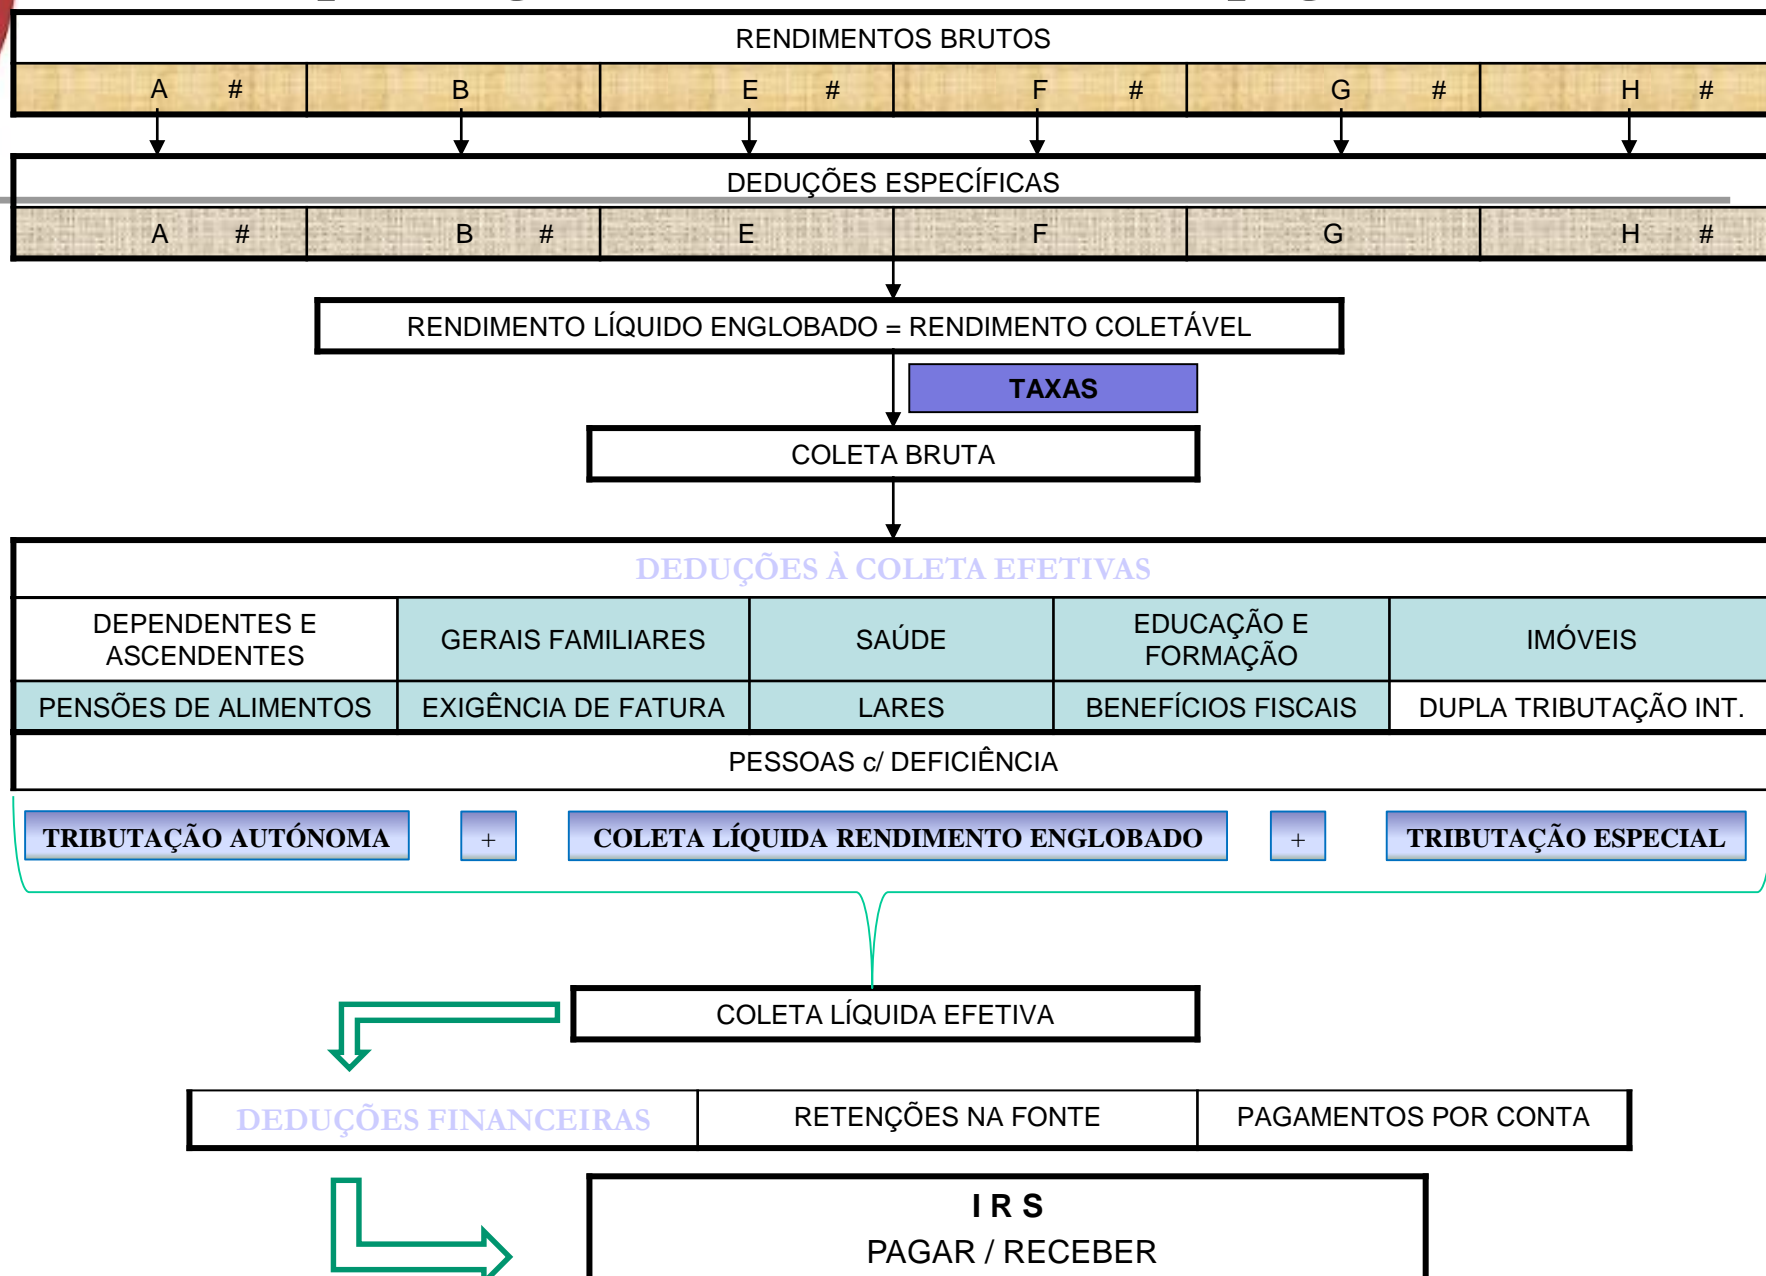 RENDIMENTOS BRUTOS
A # B E # F # G # H #
DEDUÇÕES ESPECÍFICAS
A # B # E F G H #
RENDIMENTO LÍQUIDO ENGLOBADO = RENDIMENTO COLETÁVEL
TAXAS
COLETA BRUTA
DEDUÇÕES À COLETA EFETIVAS
DEPENDENTES E
ASCENDENTES
GERAIS FAMILIARES
SAÚDE
EDUCAÇÃO E
FORMAÇÃO
IMÓVEIS
PENSÕES DE ALIMENTOS
EXIGÊNCIA DE FATURA
LARES
BENEFÍCIOS FISCAIS
DUPLA TRIBUTAÇÃO INT.
PESSOAS c/ DEFICIÊNCIA
TRIBUTAÇÃO AUTÓNOMA + COLETA LÍQUIDA RENDIMENTO ENGLOBADO + TRIBUTAÇÃO ESPECIAL
COLETA LÍQUIDA EFETIVA
DEDUÇÕES FINANCEIRAS
RETENÇÕES NA FONTE
PAGAMENTOS POR CONTA
I R S
PAGAR / RECEBER